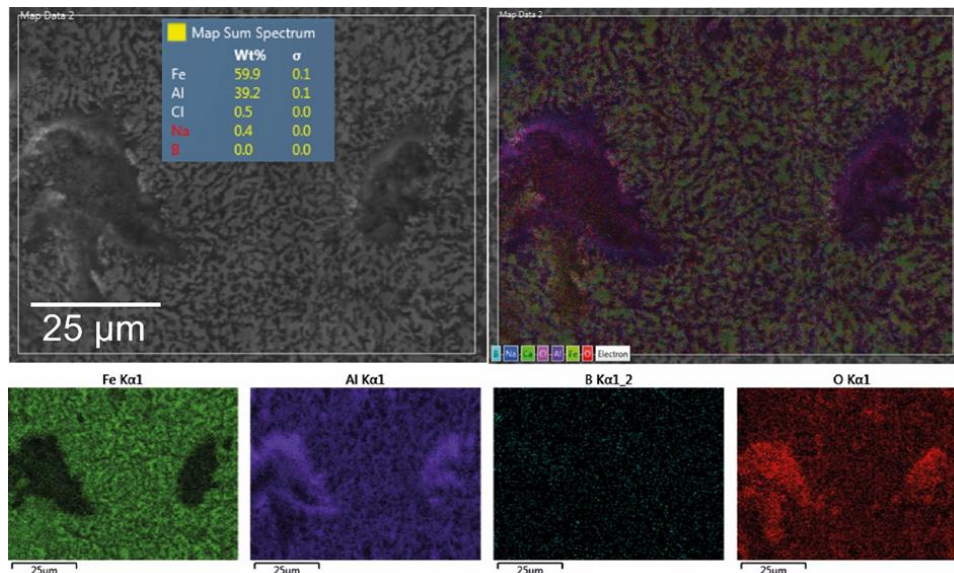 Map Data 2
Map Sum Spectrum
Wt% σ
Fe 59.9 0.1
Al 39.2 0.1
Cl 0.5 0.0
Na 0.4 0.0
B 0.0 0.0
25 μm
Map Data 2
B Na Ca Cl Al Fe O Electron
Fe Kα1
Al Kα1
B Kα1_2
O Kα1
25μm
25μm
25μm
25μm